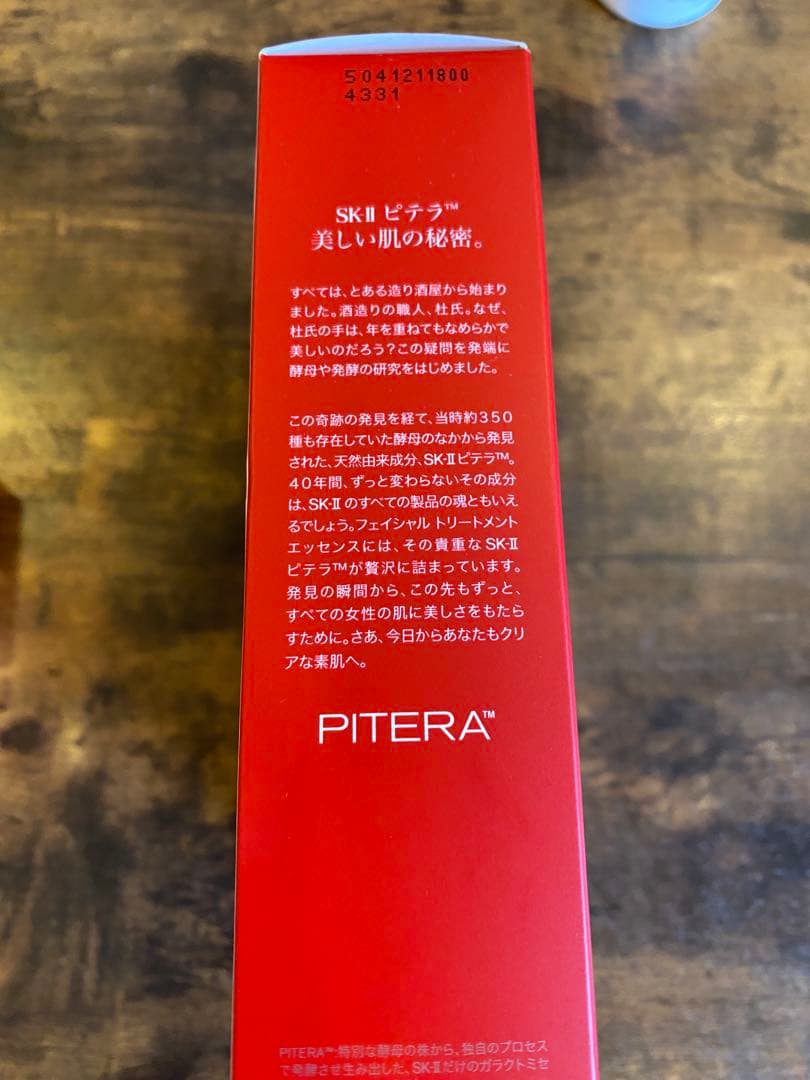 5041211800
4331
SK-II ピテラ™
美しい肌の秘密。
すべては、とある造り酒屋から始まり
ました。酒造りの職人、杜氏。なぜ、
杜氏の手は、年を重ねてもなめらかで
美しいのだろう?この疑問を発端に
酵母や発酵の研究をはじめました。
この奇跡の発見を経て、当時約350
種も存在していた酵母のなかから発見
された、天然由来成分、SK-IIピテラ™。
40年間、ずっと変わらないその成分
は、SK-II のすべての製品の魂ともいえ
るでしょう。フェイシャル トリートメント
エッセンスには、その貴重な SK-II
ピテラ™が贅沢に詰まっています。
発見の瞬間から、この先もずっと、
すべての女性の肌に美しさをもたら
すために。さあ、今日からあなたもクリ
アな素肌へ。
PITERA™
PITERA™:特別な酵母の株から、独自のプロセス
で発酵させ生み出した、SK-IIだけのガラクトミセ